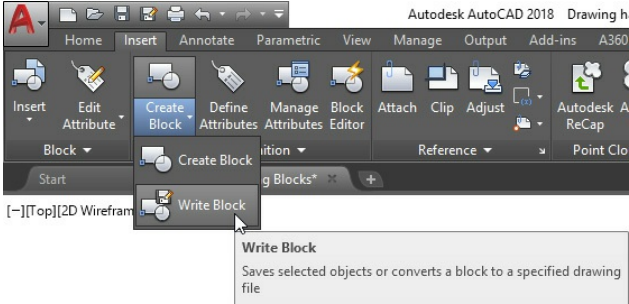 Autodesk AutoCAD 2018 Drawing ha
Home Insert Annotate Parametric View Manage Output Add-ins A360
Insert
Edit
Attribute
Create
Block
Define
Attributes
Manage
Attributes
Block
Editor
Attach
Clip
Adjust
Autodesk A
ReCap
Block
ition
Reference
Point Clo
Create Block
Write Block
Start
g Blocks*
[−][Top][2D Wirefram
Write Block
Saves selected objects or converts a block to a specified drawing
file